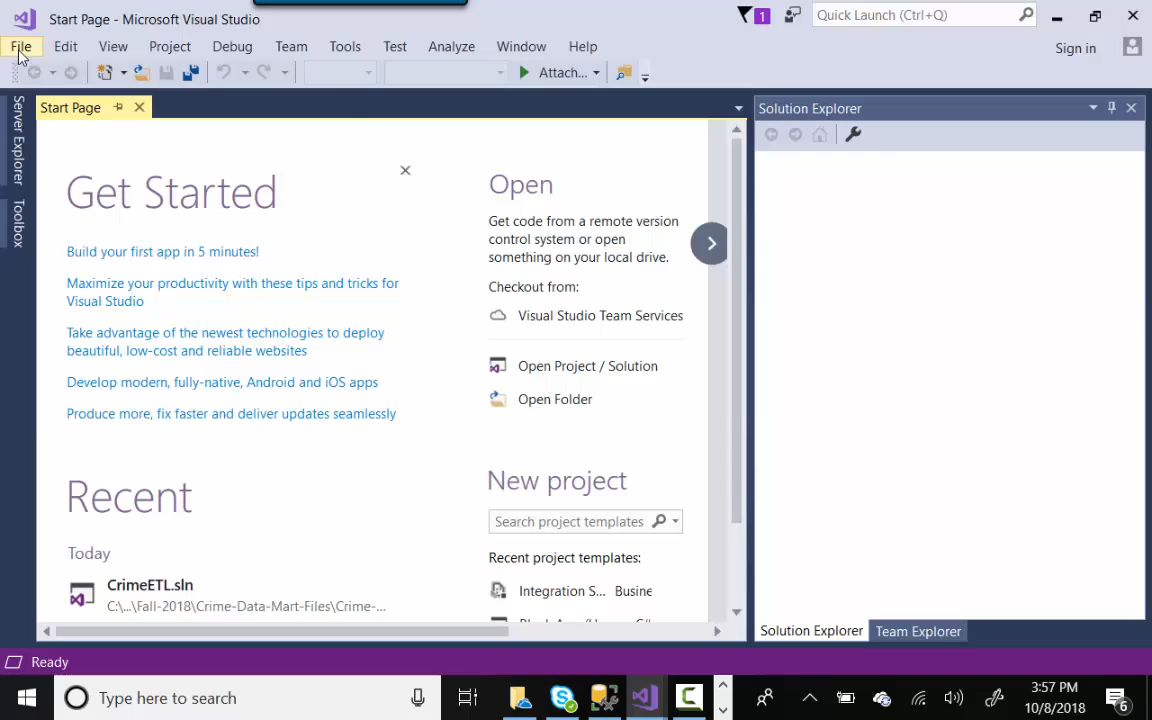 Start Page - Microsoft Visual Studio
1
Quick Launch (Ctrl+Q)
File Edit View Project Debug Team Tools Test Analyze Window Help
Sign in
Attach...
Server Explorer
Toolbox
Start Page
Solution Explorer
Get Started
Build your first app in 5 minutes!
Maximize your productivity with these tips and tricks for
Visual Studio
Take advantage of the newest technologies to deploy
beautiful, low-cost and reliable websites
Develop modern, fully-native, Android and iOS apps
Produce more, fix faster and deliver updates seamlessly
Recent
Today
CrimeETL.sln
C:\...\Fall-2018\Crime-Data-Mart-Files\Crime-...
Open
Get code from a remote version
control system or open
something on your local drive.
Checkout from:
Visual Studio Team Services
Open Project / Solution
Open Folder
New project
Search project templates
Recent project templates:
Integration S... Busine
Solution Explorer Team Explorer
Ready
Type here to search
3:57 PM
10/8/2018
6